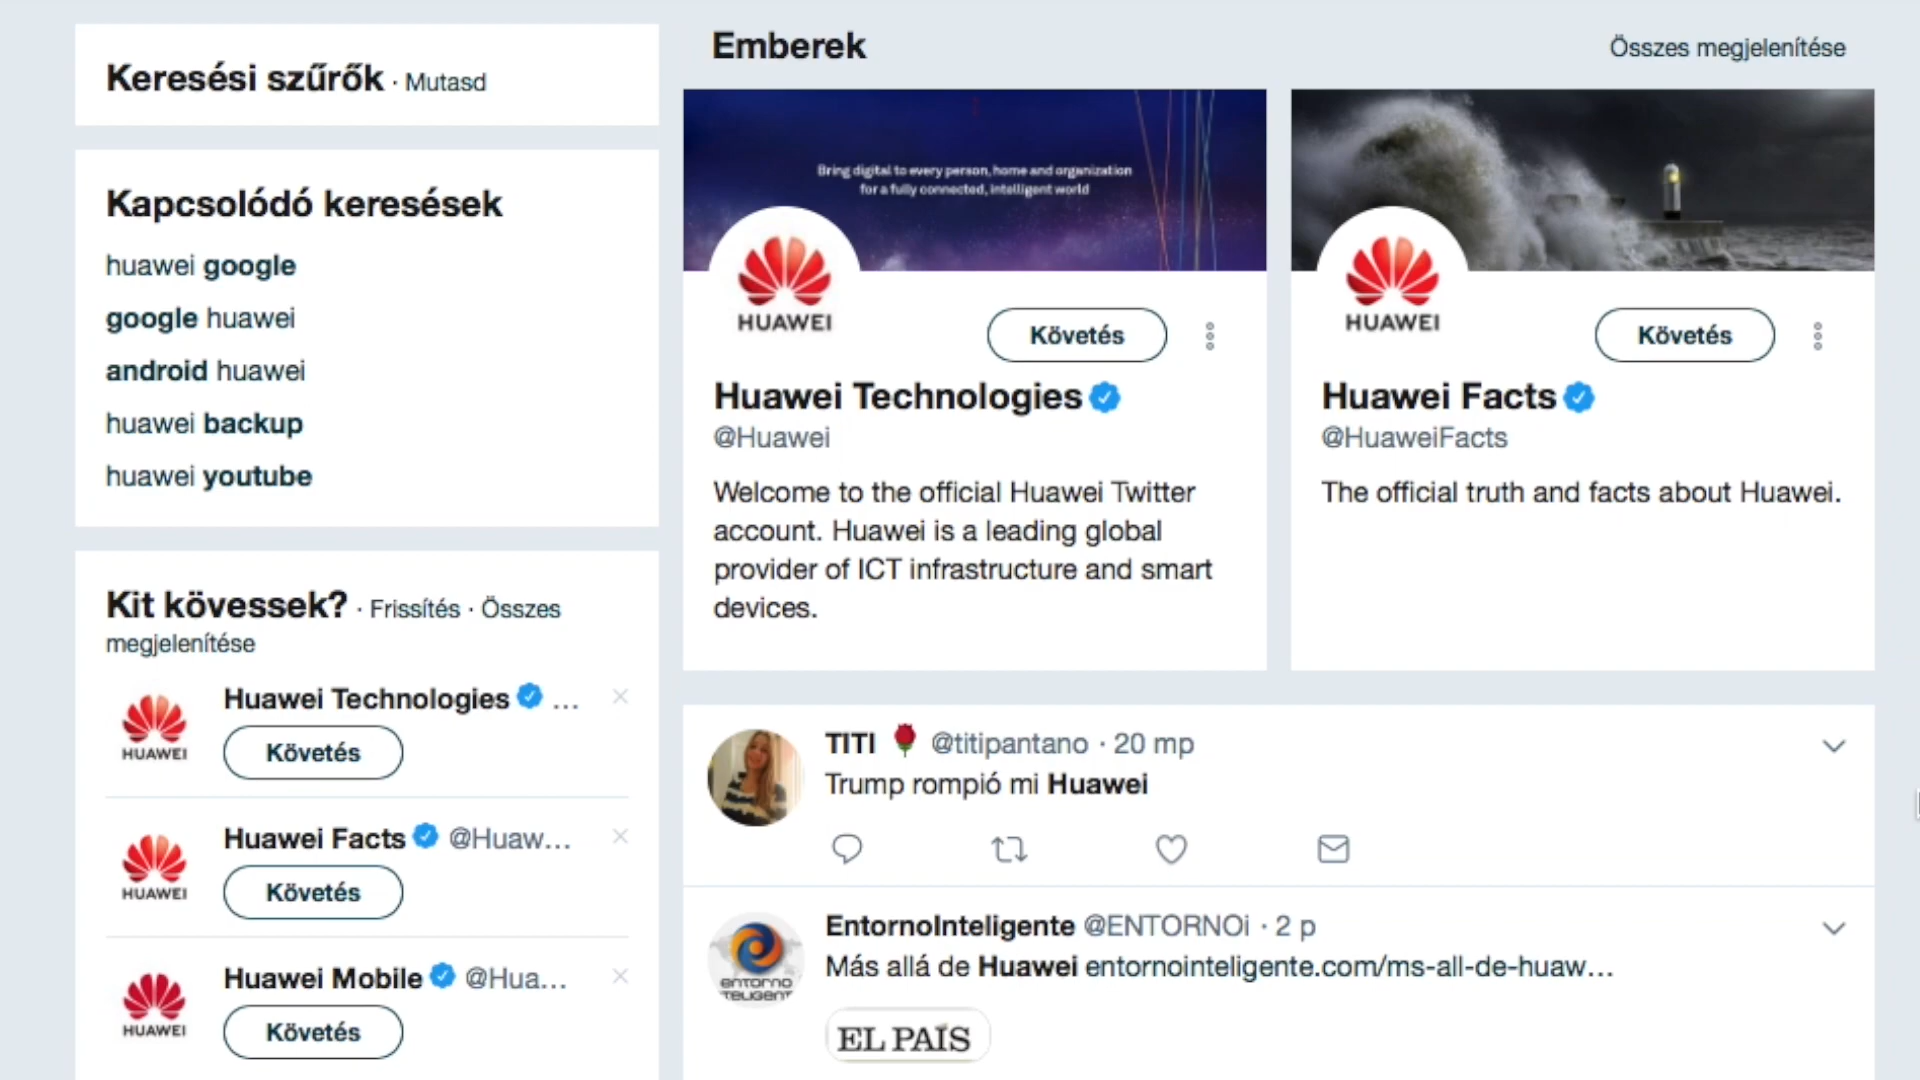 Keresési szűrők · Mutasd
Kapcsolódó keresések
huawei google
google huawei
android huawei
huawei backup
huawei youtube
Kit kövessek? · Frissítés · Összes
megjelenítése
HUAWEI
Huawei Technologies ...
Követés
HUAWEI
Huawei Facts @Huaw...
Követés
HUAWEI
Huawei Mobile @Hua...
Követés
Emberek
Összes megjelenítése
Bring digital to every person, home and organization
for a fully connected, intelligent world
HUAWEI
Követés
Huawei Technologies
@Huawei
Welcome to the official Huawei Twitter
account. Huawei is a leading global
provider of ICT infrastructure and smart
devices.
HUAWEI
Követés
Huawei Facts
@HuaweiFacts
The official truth and facts about Huawei.
TITI @titipantano · 20 mp
Trump rompió mi Huawei
EntornoInteligente @ENTORNOi · 2 p
Más allá de Huawei entornointeligente.com/ms-all-de-huaw...
entorno
EL PAÍS